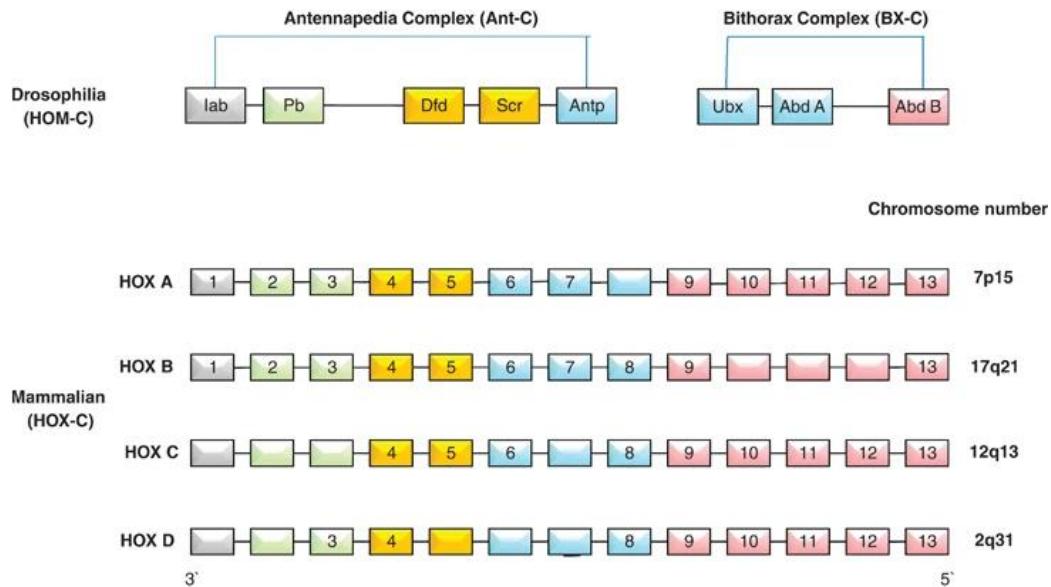 Antennapedia Complex (Ant-C) Bithorax Complex (BX-C)
Drosophilia
(HOM-C)
lab Pb Dfd Scr Antp Ubx Abd A Abd B
Chromosome number
HOX A 1 2 3 4 5 6 7 9 10 11 12 13 7p15
HOX B 1 2 3 4 5 6 7 8 9 13 17q21
Mammalian
(HOX-C)
HOX C 4 5 6 8 9 10 11 12 13 12q13
HOX D 3 4 8 9 10 11 12 13 2q31
3` 5`